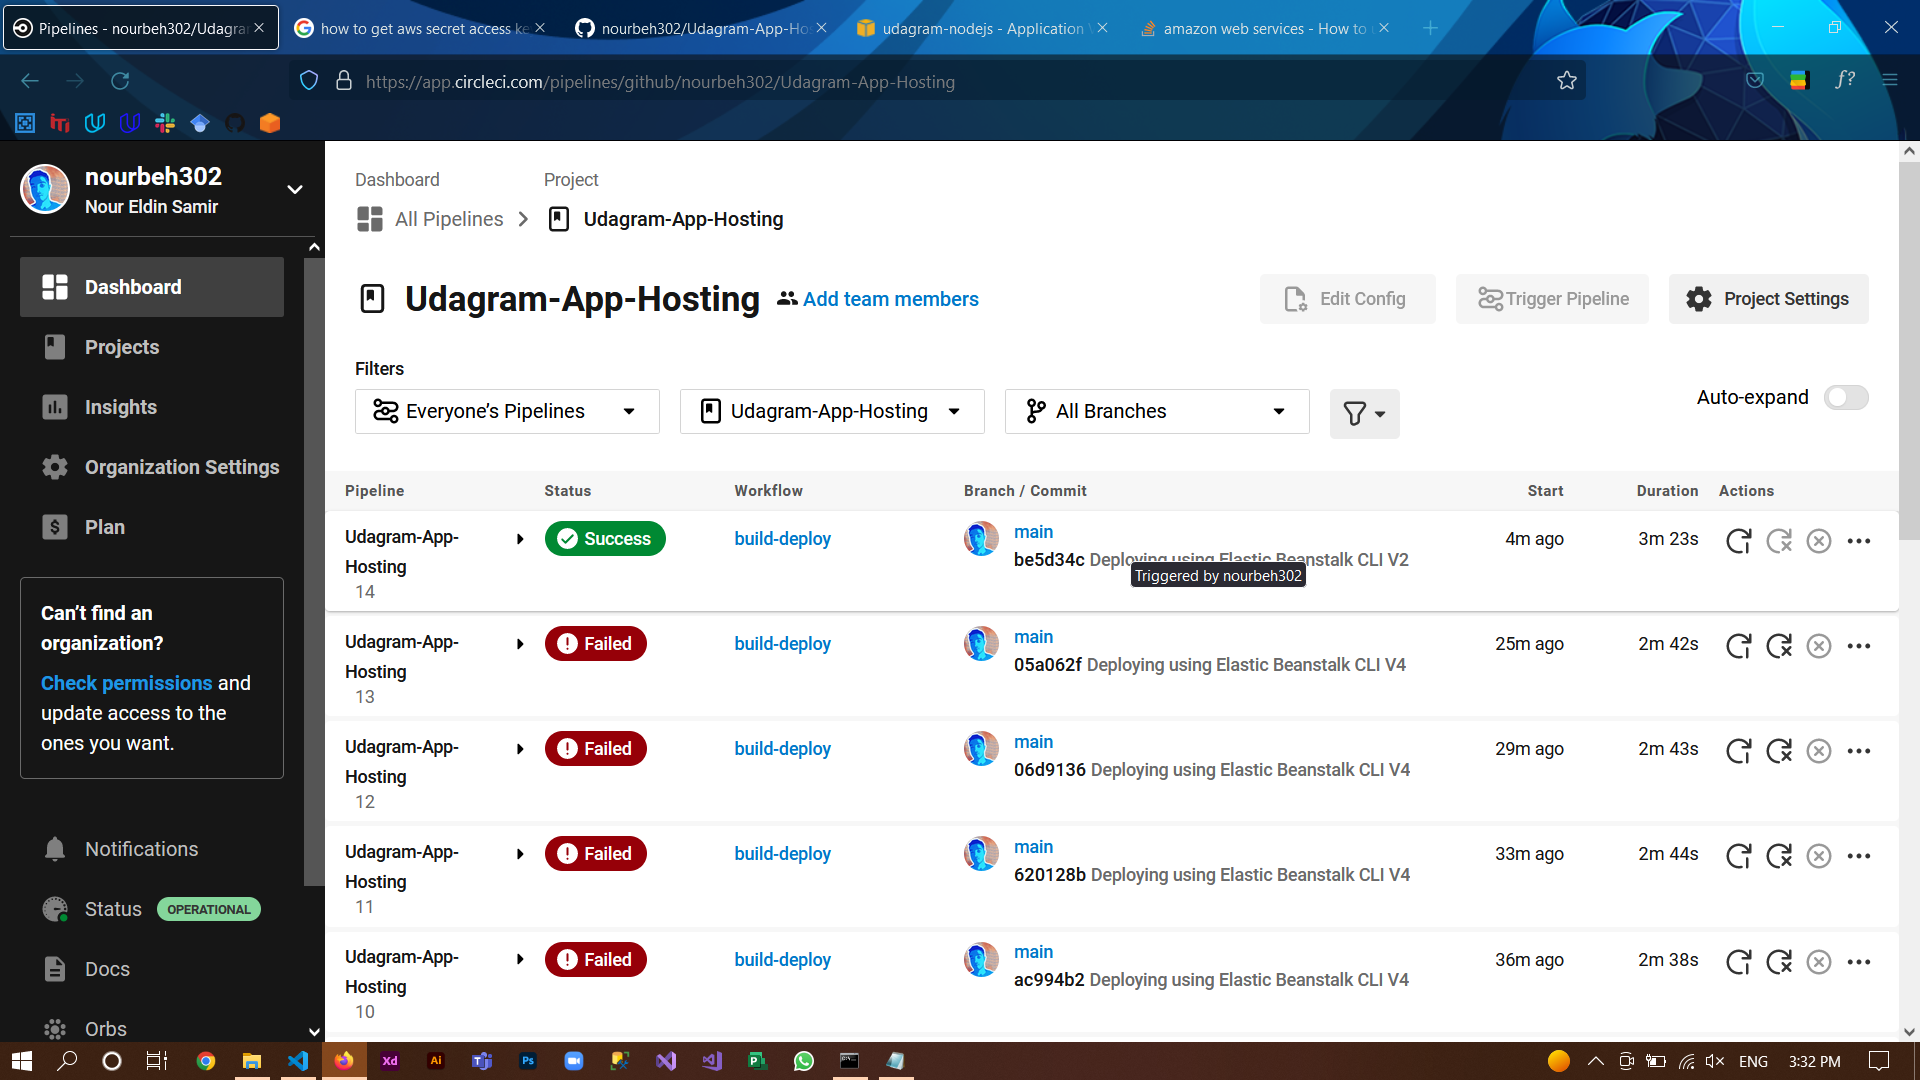 Pipelines - nourbeh302/Udagra
how to get aws secret access ke
nourbeh302/Udagram-App-Ho
udagram-nodejs - Application
amazon web services - How to
https://app.circleci.com/pipelines/github/nourbeh302/Udagram-App-Hosting
nourbeh302
Nour Eldin Samir
Dashboard
Projects
Insights
Organization Settings
Plan
Can't find an
organization?
Check permissions and
update access to the
ones you want.
Notifications
Status OPERATIONAL
Docs
Orbs
Dashboard Project
All Pipelines Udagram-App-Hosting
Udagram-App-Hosting Add team members
Edit Config Trigger Pipeline Project Settings
Filters
Everyone’s Pipelines Udagram-App-Hosting All Branches
Auto-expand
Pipeline Status Workflow Branch / Commit Start Duration Actions
Udagram-App- Success build-deploy main 4m ago 3m 23s
Hosting be5d34c Deploying using Elastic Beanstalk CLI V2
Triggered by nourbeh302
14
Udagram-App- Failed build-deploy main 25m ago 2m 42s
Hosting 05a062f Deploying using Elastic Beanstalk CLI V4
13
Udagram-App- Failed build-deploy main 29m ago 2m 43s
Hosting 06d9136 Deploying using Elastic Beanstalk CLI V4
12
Udagram-App- Failed build-deploy main 33m ago 2m 44s
Hosting 620128b Deploying using Elastic Beanstalk CLI V4
11
Udagram-App- Failed build-deploy main 36m ago 2m 38s
Hosting ac994b2 Deploying using Elastic Beanstalk CLI V4
10
ENG 3:32 PM